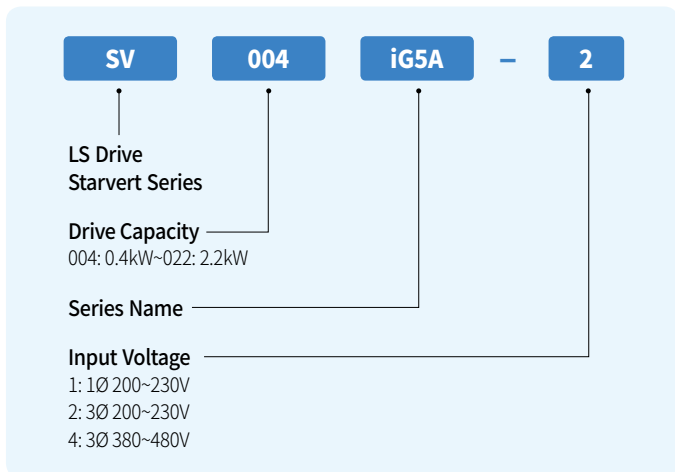 SV 004 iG5A – 2
LS Drive
Starvert Series
Drive Capacity
004: 0.4kW~022: 2.2kW
Series Name
Input Voltage
1: 1Ø 200~230V
2: 3Ø 200~230V
4: 3Ø 380~480V